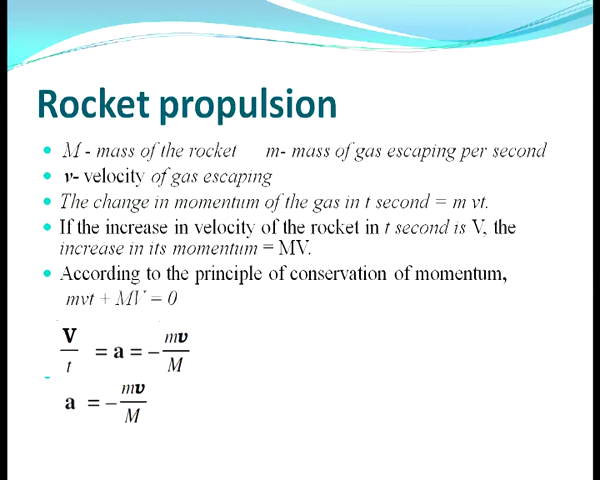 Rocket propulsion
M - mass of the rocket m- mass of gas escaping per second
v- velocity of gas escaping
The change in momentum of the gas in t second = m vt.
If the increase in velocity of the rocket in t second is V, the
increase in its momentum = MV.
According to the principle of conservation of momentum,
mvt + MV = 0
V/t = a = – mv/M
a = – mv/M